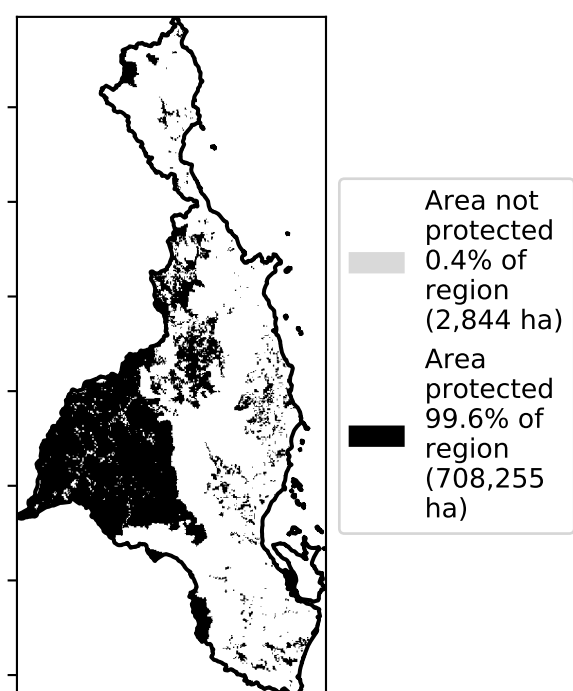 Area not
protected
0.4% of
region
(2,844 ha)
Area
protected
99.6% of
region
(708,255
ha)